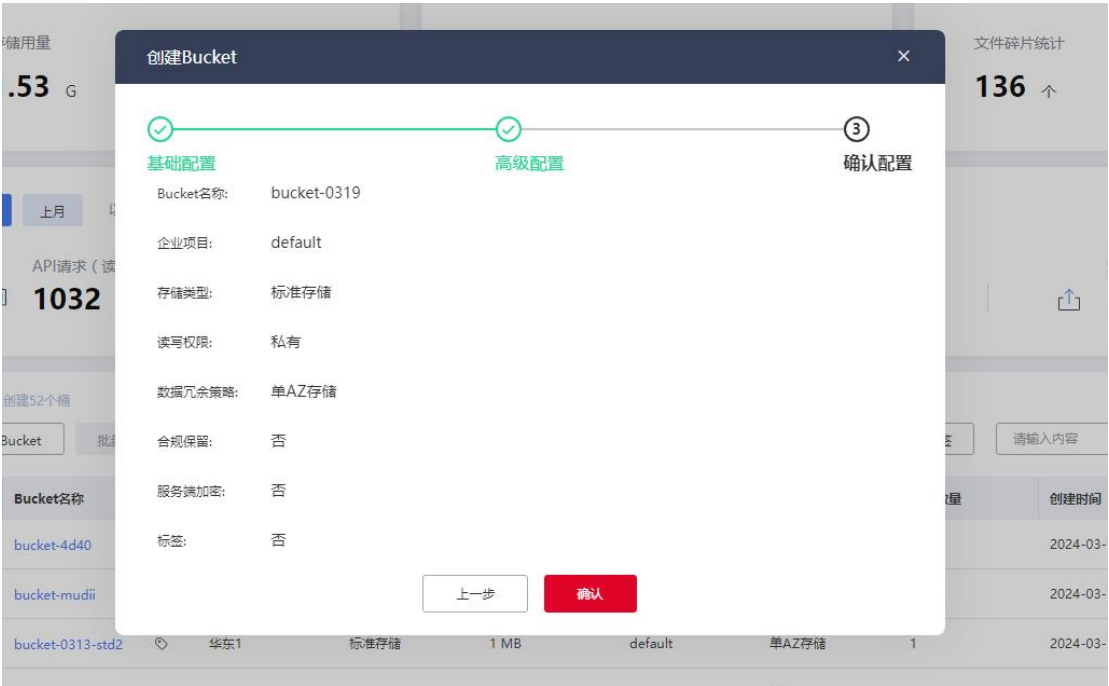 储用量
.53 G
文件碎片统计
136 个
创建Bucket
基础配置
高级配置
3
确认配置
Bucket名称: bucket-0319
企业项目: default
存储类型: 标准存储
读写权限: 私有
数据冗余策略: 单AZ存储
合规保留: 否
服务端加密: 否
标签: 否
上一步
确认
上月
API请求（读
1032
创建52个桶
Bucket
请输入内容
Bucket名称
量
创建时间
bucket-4d40
2024-03-
bucket-mudii
2024-03-
bucket-0313-std2 华东1 标准存储 1 MB default 单AZ存储 1 2024-03-